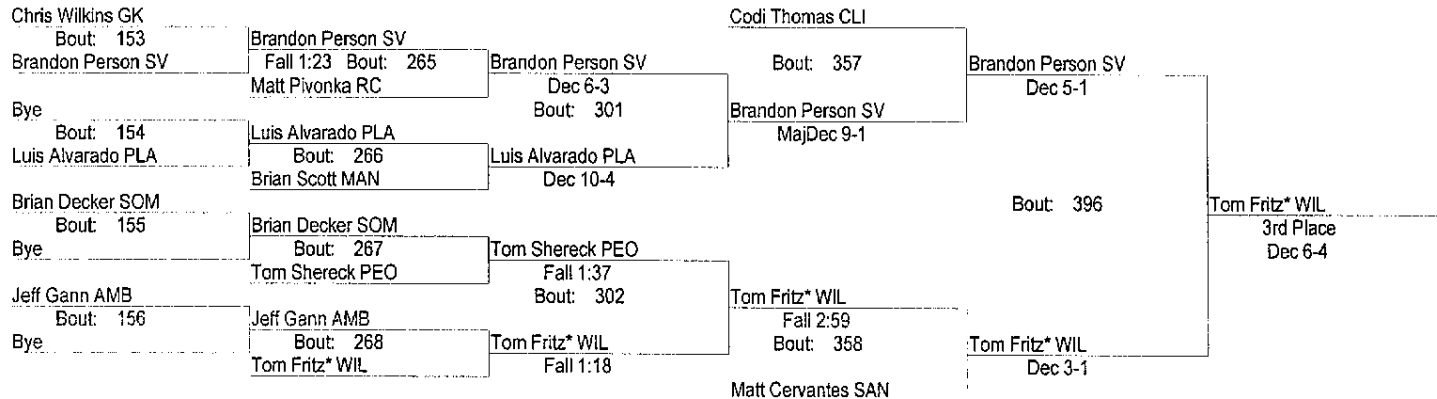 Chris Wilkins GK
Bout: 153
Brandon Person SV
Bye
Bout: 154
Luis Alvarado PLA
Brian Decker SOM
Bout: 155
Bye
Jeff Gann AMB
Bout: 156
Bye
Brandon Person SV
Fall 1:23 Bout: 265
Matt Pivonka RC
Luis Alvarado PLA
Bout: 266
Brian Scott MAN
Brian Decker SOM
Bout: 267
Tom Shereck PEO
Jeff Gann AMB
Bout: 268
Tom Fritz* WIL
Brandon Person SV
Dec 6-3
Bout: 301
Luis Alvarado PLA
Dec 10-4
Tom Shereck PEO
Fall 1:37
Bout: 302
Tom Fritz* WIL
Fall 1:18
Codi Thomas CLI
Bout: 357
Brandon Person SV
MajDec 9-1
Tom Fritz* WIL
Fall 2:59
Bout: 358
Matt Cervantes SAN
Brandon Person SV
Dec 5-1
Bout: 396
Tom Fritz* WIL
Dec 3-1
Tom Fritz* WIL
3rd Place
Dec 6-4